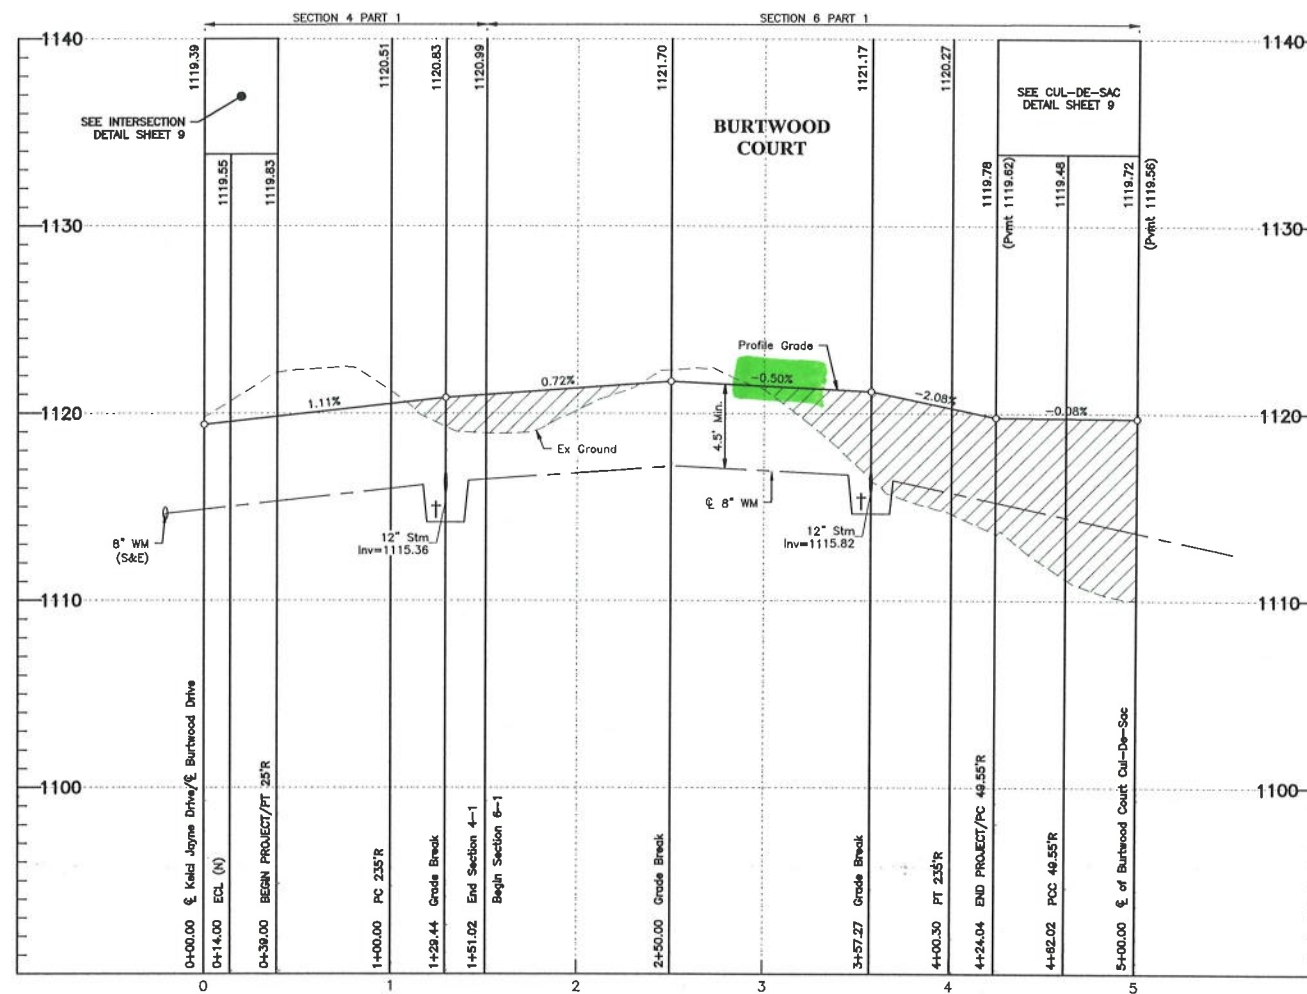 SECTION 4 PART 1
SECTION 6 PART 1
1140
1140
1119.39
1120.51
1120.83
1120.99
1121.70
1121.17
1120.27
SEE INTERSECTION
DETAIL SHEET 9
SEE CUL-DE-SAC
DETAIL SHEET 9
BURTWOOD
COURT
1119.55
1119.83
1119.78
(Pvmt 1119.62)
1119.48
1119.72
(Pvmt 1119.56)
1130
1130
Profile Grade
1.11%
0.72%
-0.50%
-2.08%
-0.08%
1120
1120
Ex Ground
4.5' Min.
8" WM
(S&E)
†
12" Stm
Inv=1115.36
℄ 8" WM
†
12" Stm
Inv=1115.82
1110
1110
1100
1100
0+00.00 ℄ Kelci Jayne Drive/℄ Burtwood Drive
0+14.00 ECL (N)
0+39.00 BEGIN PROJECT/PT 25'R
1+00.00 PC 235'R
1+29.44 Grade Break
1+51.02 End Section 4-1
Begin Section 6-1
2+50.00 Grade Break
3+57.27 Grade Break
4+00.30 PT 235'R
4+24.04 END PROJECT/PC 49.55'R
4+62.02 PCC 49.55'R
5+00.00 ℄ of Burtwood Court Cul-De-Sac
0
1
2
3
4
5